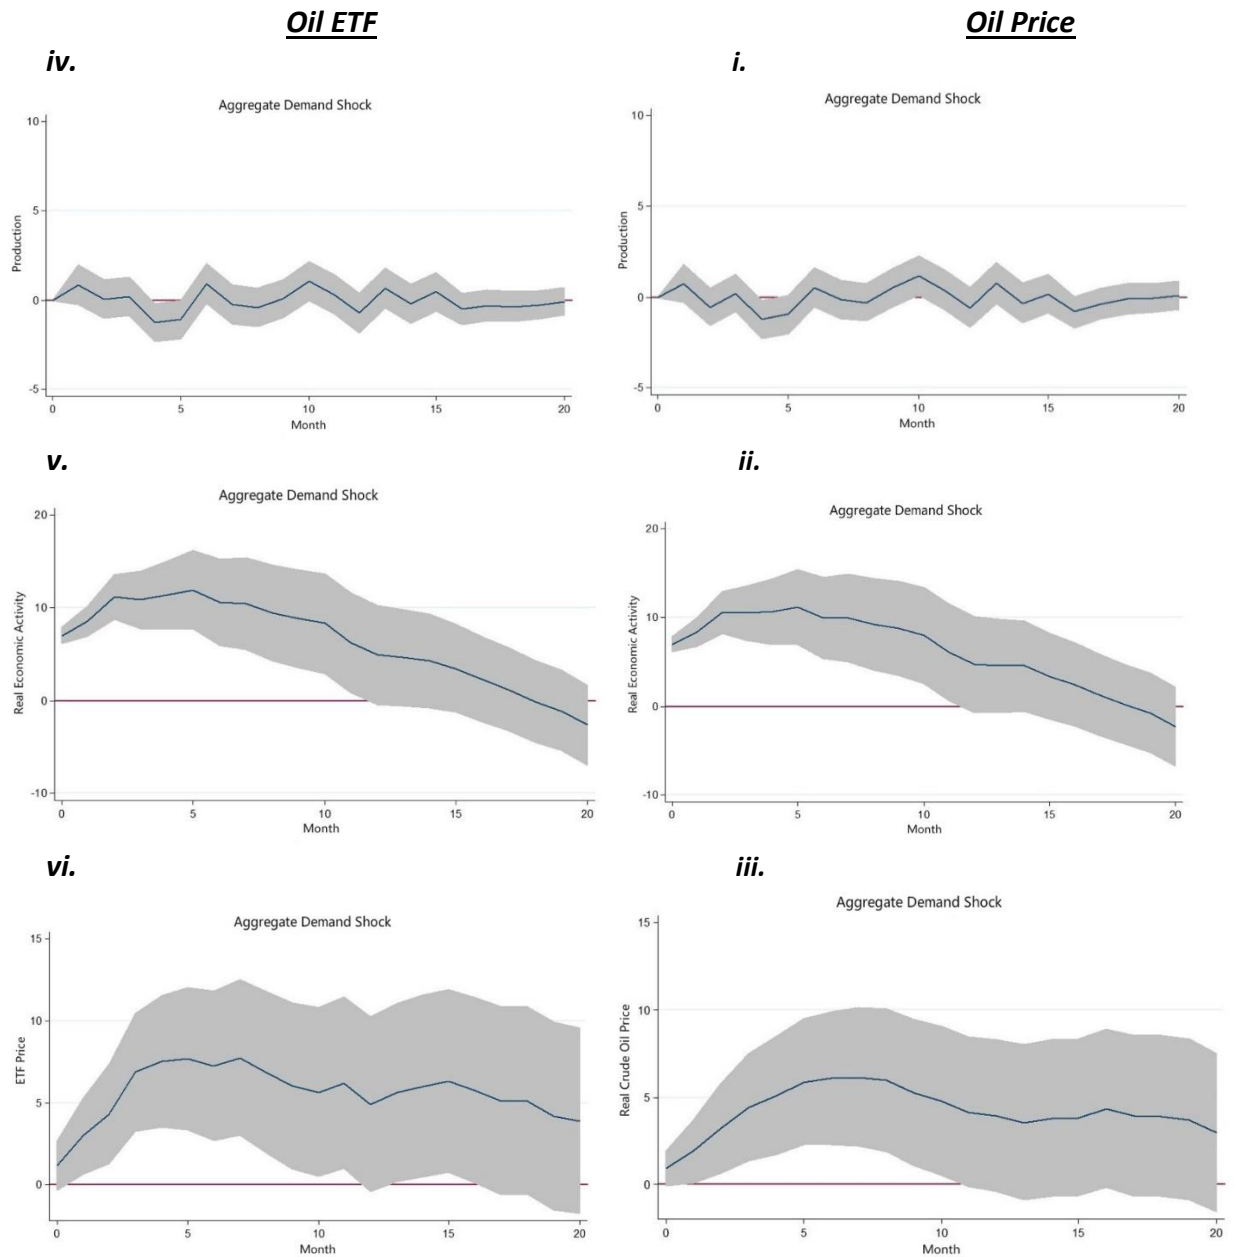 Oil ETF
Oil Price
iv.
i.
Aggregate Demand Shock
10
5
0
-5
Production
0 5 10 15 20
Month
Aggregate Demand Shock
10
5
0
-5
Production
0 5 10 15 20
Month
v.
ii.
Aggregate Demand Shock
20
10
0
-10
Real Economic Activity
0 5 10 15 20
Month
Aggregate Demand Shock
20
10
0
-10
Real Economic Activity
0 5 10 15 20
Month
vi.
iii.
Aggregate Demand Shock
15
10
5
0
ETF Price
0 5 10 15 20
Month
Aggregate Demand Shock
15
10
5
0
Real Crude Oil Price
0 5 10 15 20
Month